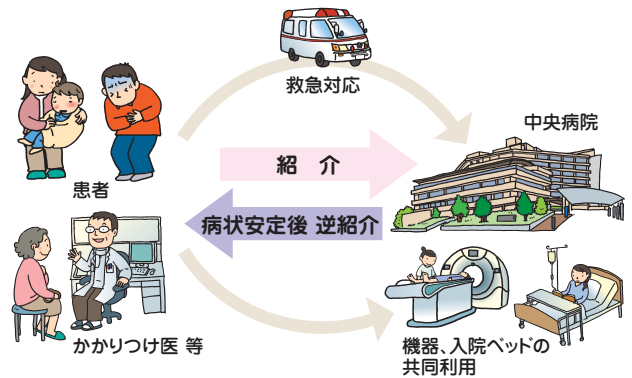 救急対応
中央病院
紹 介
患者
病状安定後 逆紹介
かかりつけ医 等
機器、入院ベッドの
共同利用